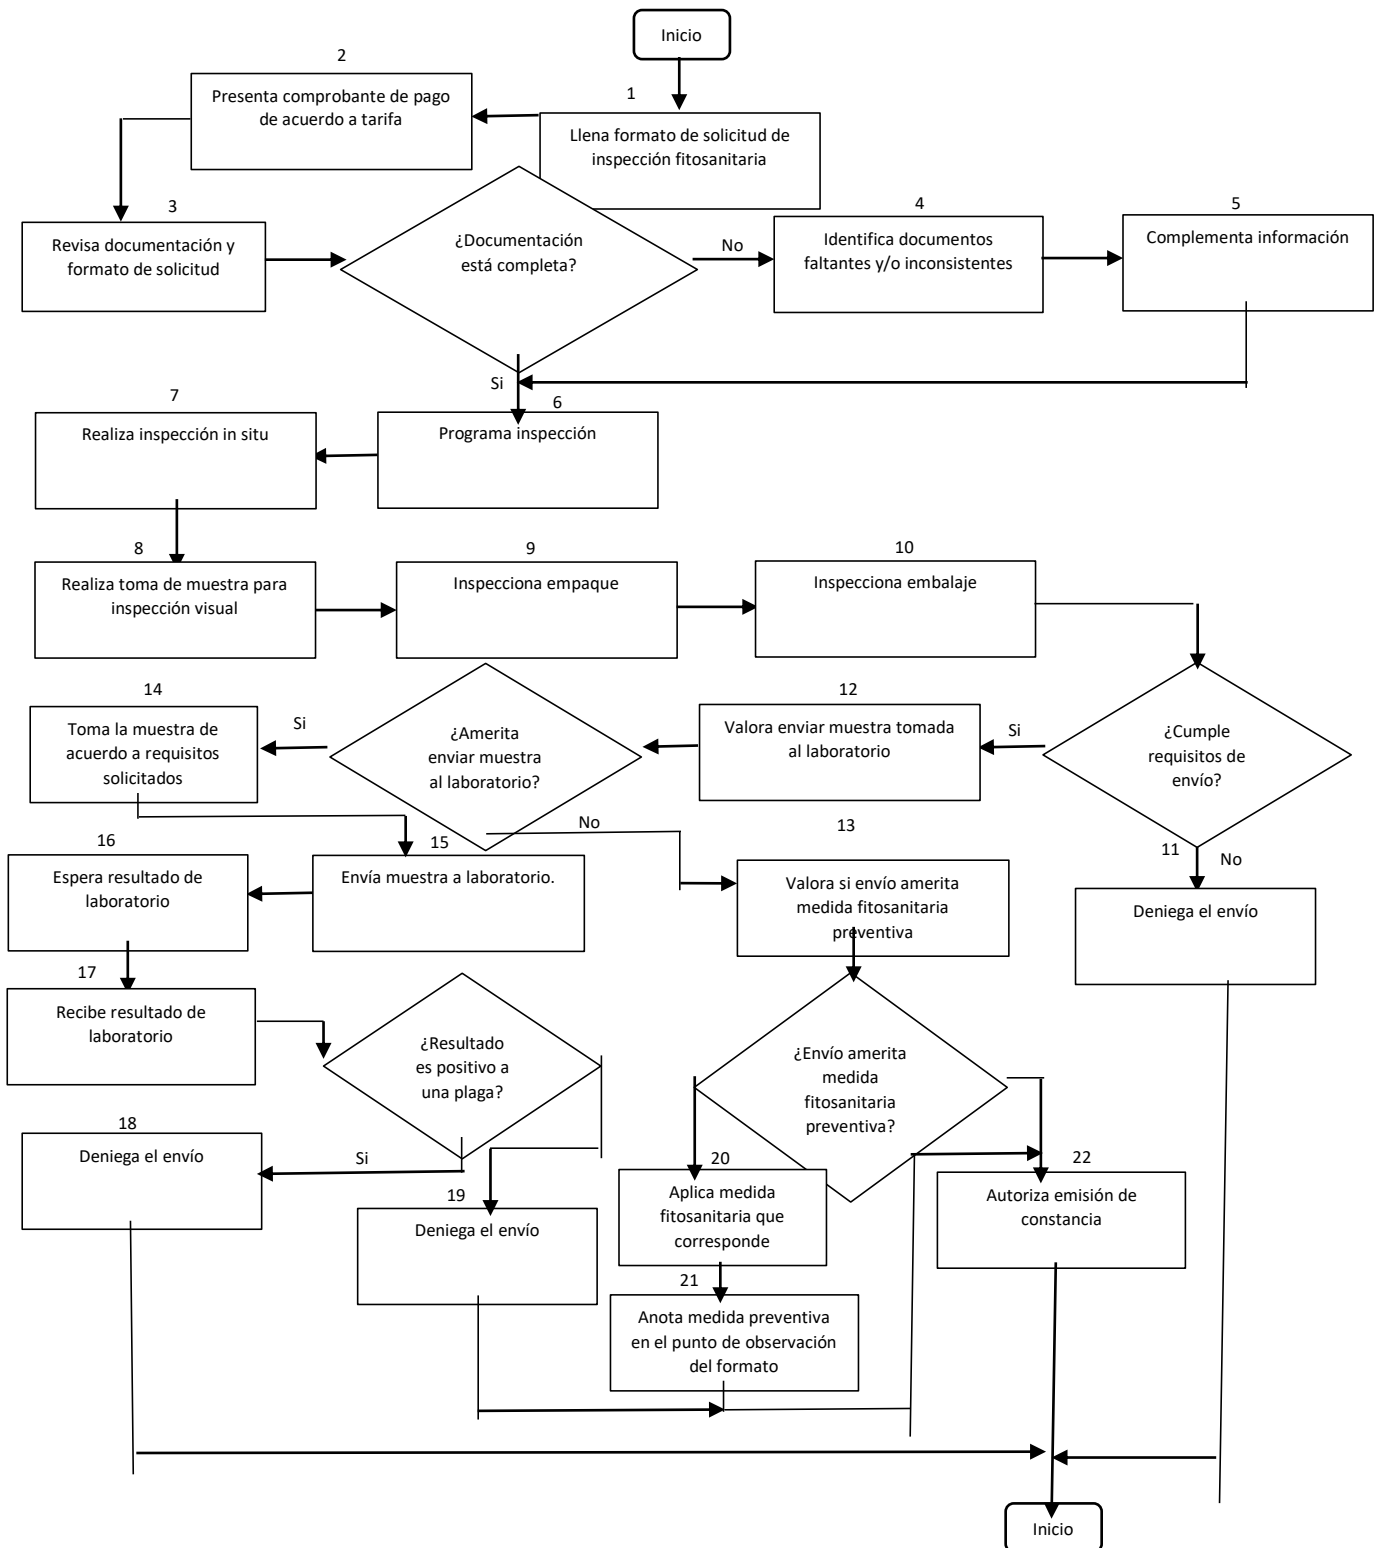 Inicio
2
Presenta comprobante de pago
de acuerdo a tarifa
1
Llena formato de solicitud de
inspección fitosanitaria
3
Revisa documentación y
formato de solicitud
¿Documentación
está completa?
No
4
Identifica documentos
faltantes y/o inconsistentes
5
Complementa información
Si
6
Programa inspección
7
Realiza inspección in situ
8
Realiza toma de muestra para
inspección visual
9
Inspecciona empaque
10
Inspecciona embalaje
¿Cumple
requisitos de
envío?
Si
12
Valora enviar muestra tomada
al laboratorio
¿Amerita
enviar muestra
al laboratorio?
Si
14
Toma la muestra de
acuerdo a requisitos
solicitados
No
13
Valora si envío amerita
medida fitosanitaria
preventiva
11
No
Deniega el envío
15
Envía muestra a laboratorio.
16
Espera resultado de
laboratorio
17
Recibe resultado de
laboratorio
¿Resultado
es positivo a
una plaga?
¿Envío amerita
medida
fitosanitaria
preventiva?
Si
18
Deniega el envío
19
Deniega el envío
20
Aplica medida
fitosanitaria que
corresponde
21
Anota medida preventiva
en el punto de observación
del formato
22
Autoriza emisión de
constancia
Inicio